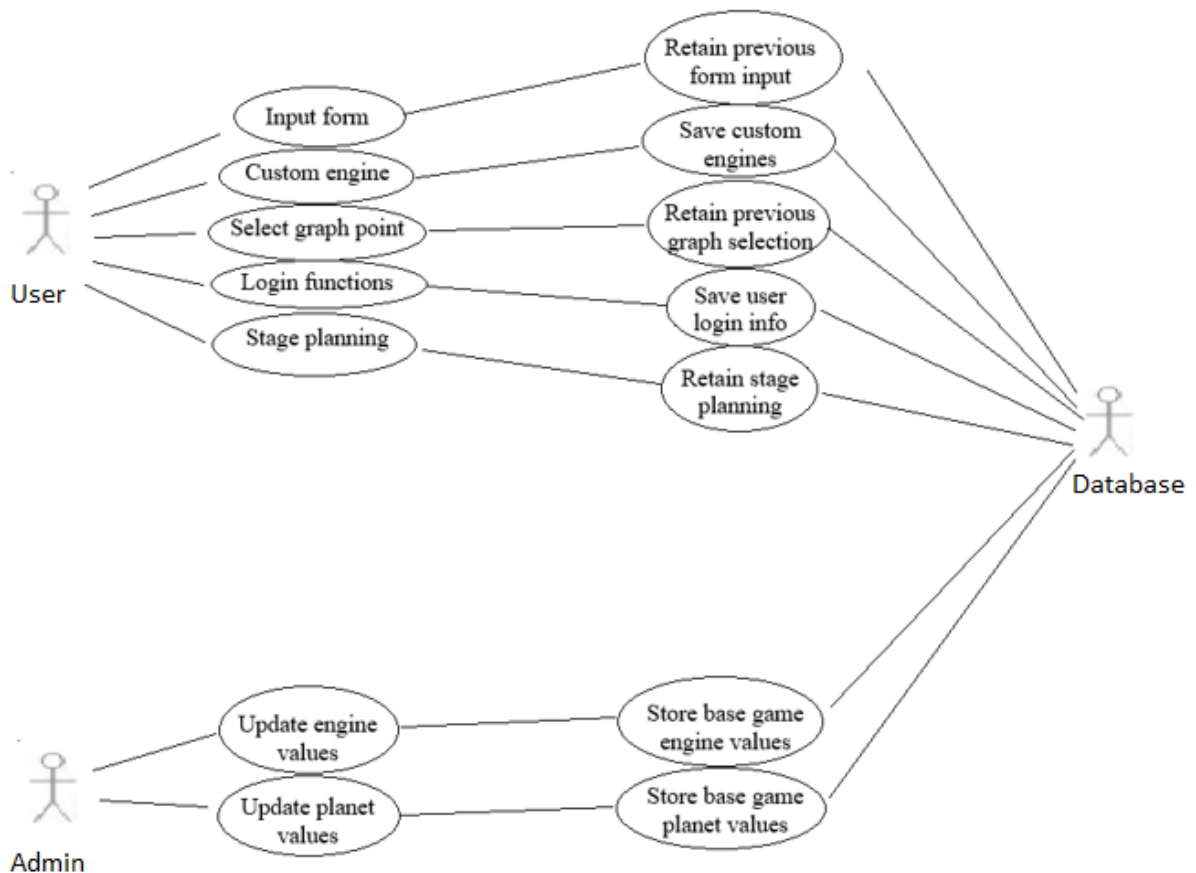 Retain previous
form input
Input form
Save custom
engines
Custom engine
Select graph point
Retain previous
graph selection
Login functions
User
Save user
login info
Stage planning
Retain stage
planning
Database
Update engine
values
Store base game
engine values
Update planet
values
Store base game
planet values
Admin